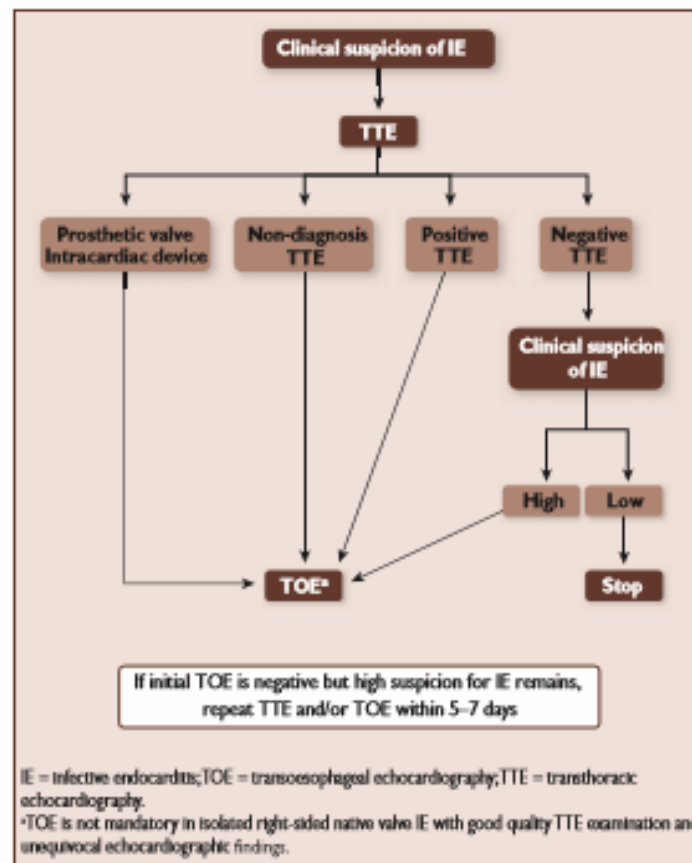 Clinical suspicion of IE
TTE
Prosthetic valve
Intracardiac device
Non-diagnosis
TTE
Positive
TTE
Negative
TTE
Clinical suspicion
of IE
High
Low
TOEᵃ
Stop
If initial TOE is negative but high suspicion for IE remains,
repeat TTE and/or TOE within 5–7 days
IE = infective endocarditis; TOE = transoesophageal echocardiography; TTE = transthoracic
echocardiography.
ᵃTOE is not mandatory in isolated right-sided native valve IE with good quality TTE examination and
unequivocal echocardiographic findings.